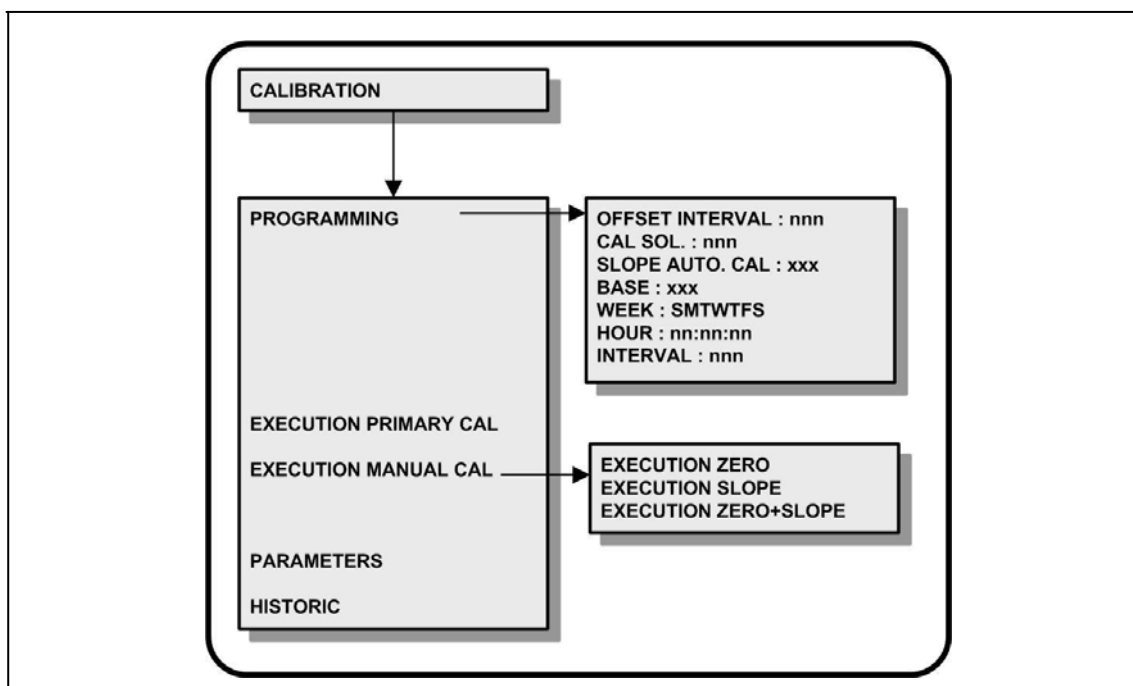 CALIBRATION
PROGRAMMING
OFFSET INTERVAL : nnn
CAL SOL. : nnn
SLOPE AUTO. CAL : xxx
BASE : xxx
WEEK : SMTWTFS
HOUR : nn:nn:nn
INTERVAL : nnn
EXECUTION PRIMARY CAL
EXECUTION MANUAL CAL
EXECUTION ZERO
EXECUTION SLOPE
EXECUTION ZERO+SLOPE
PARAMETERS
HISTORIC